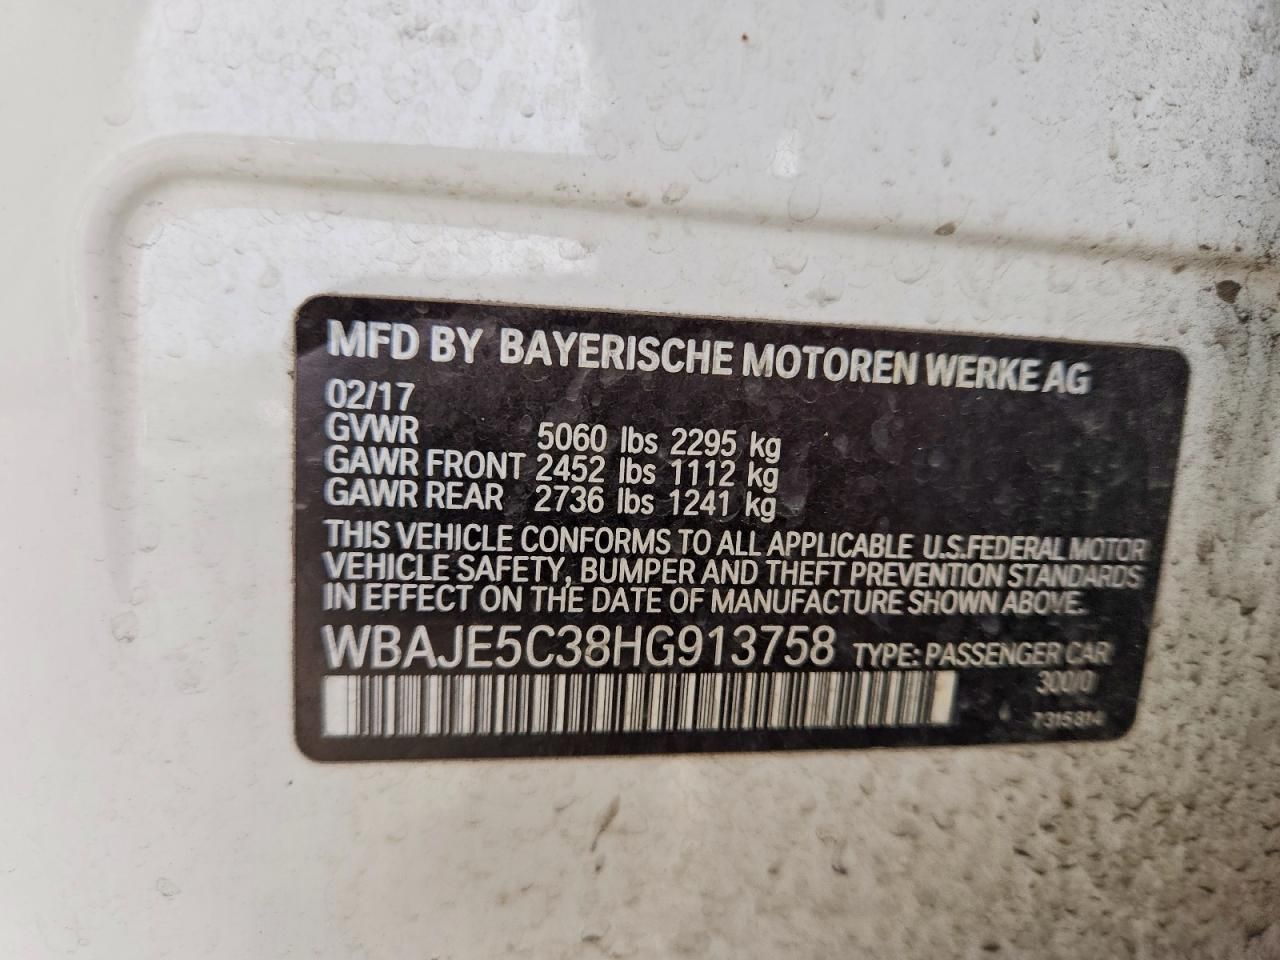 MFD BY BAYERISCHE MOTOREN WERKE AG
02/17
GVWR 5060 lbs 2295 kg
GAWR FRONT 2452 lbs 1112 kg
GAWR REAR 2736 lbs 1241 kg
THIS VEHICLE CONFORMS TO ALL APPLICABLE U.S.FEDERAL MOTOR
VEHICLE SAFETY, BUMPER AND THEFT PREVENTION STANDARDS
IN EFFECT ON THE DATE OF MANUFACTURE SHOWN ABOVE.
WBAJE5C38HG913758 TYPE: PASSENGER CAR
300/0
7315814